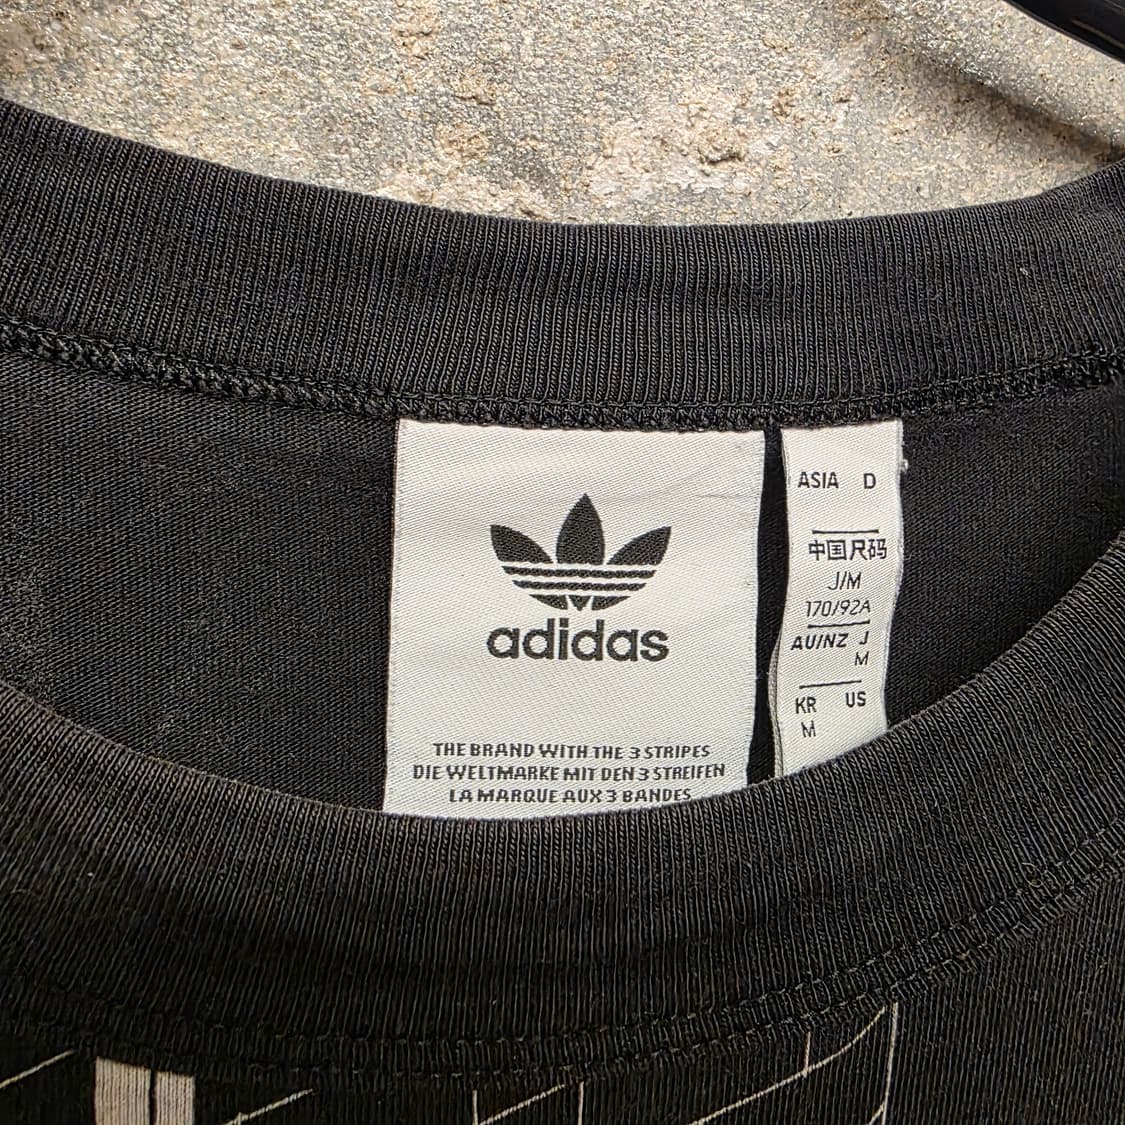 adidas
THE BRAND WITH THE 3 STRIPES
DIE WELTMARKE MIT DEN 3 STREIFEN
LA MARQUE AUX 3 BANDES
ASIA D
中国尺码
J/M
170/92A
AU/NZ J
M
KR US
M